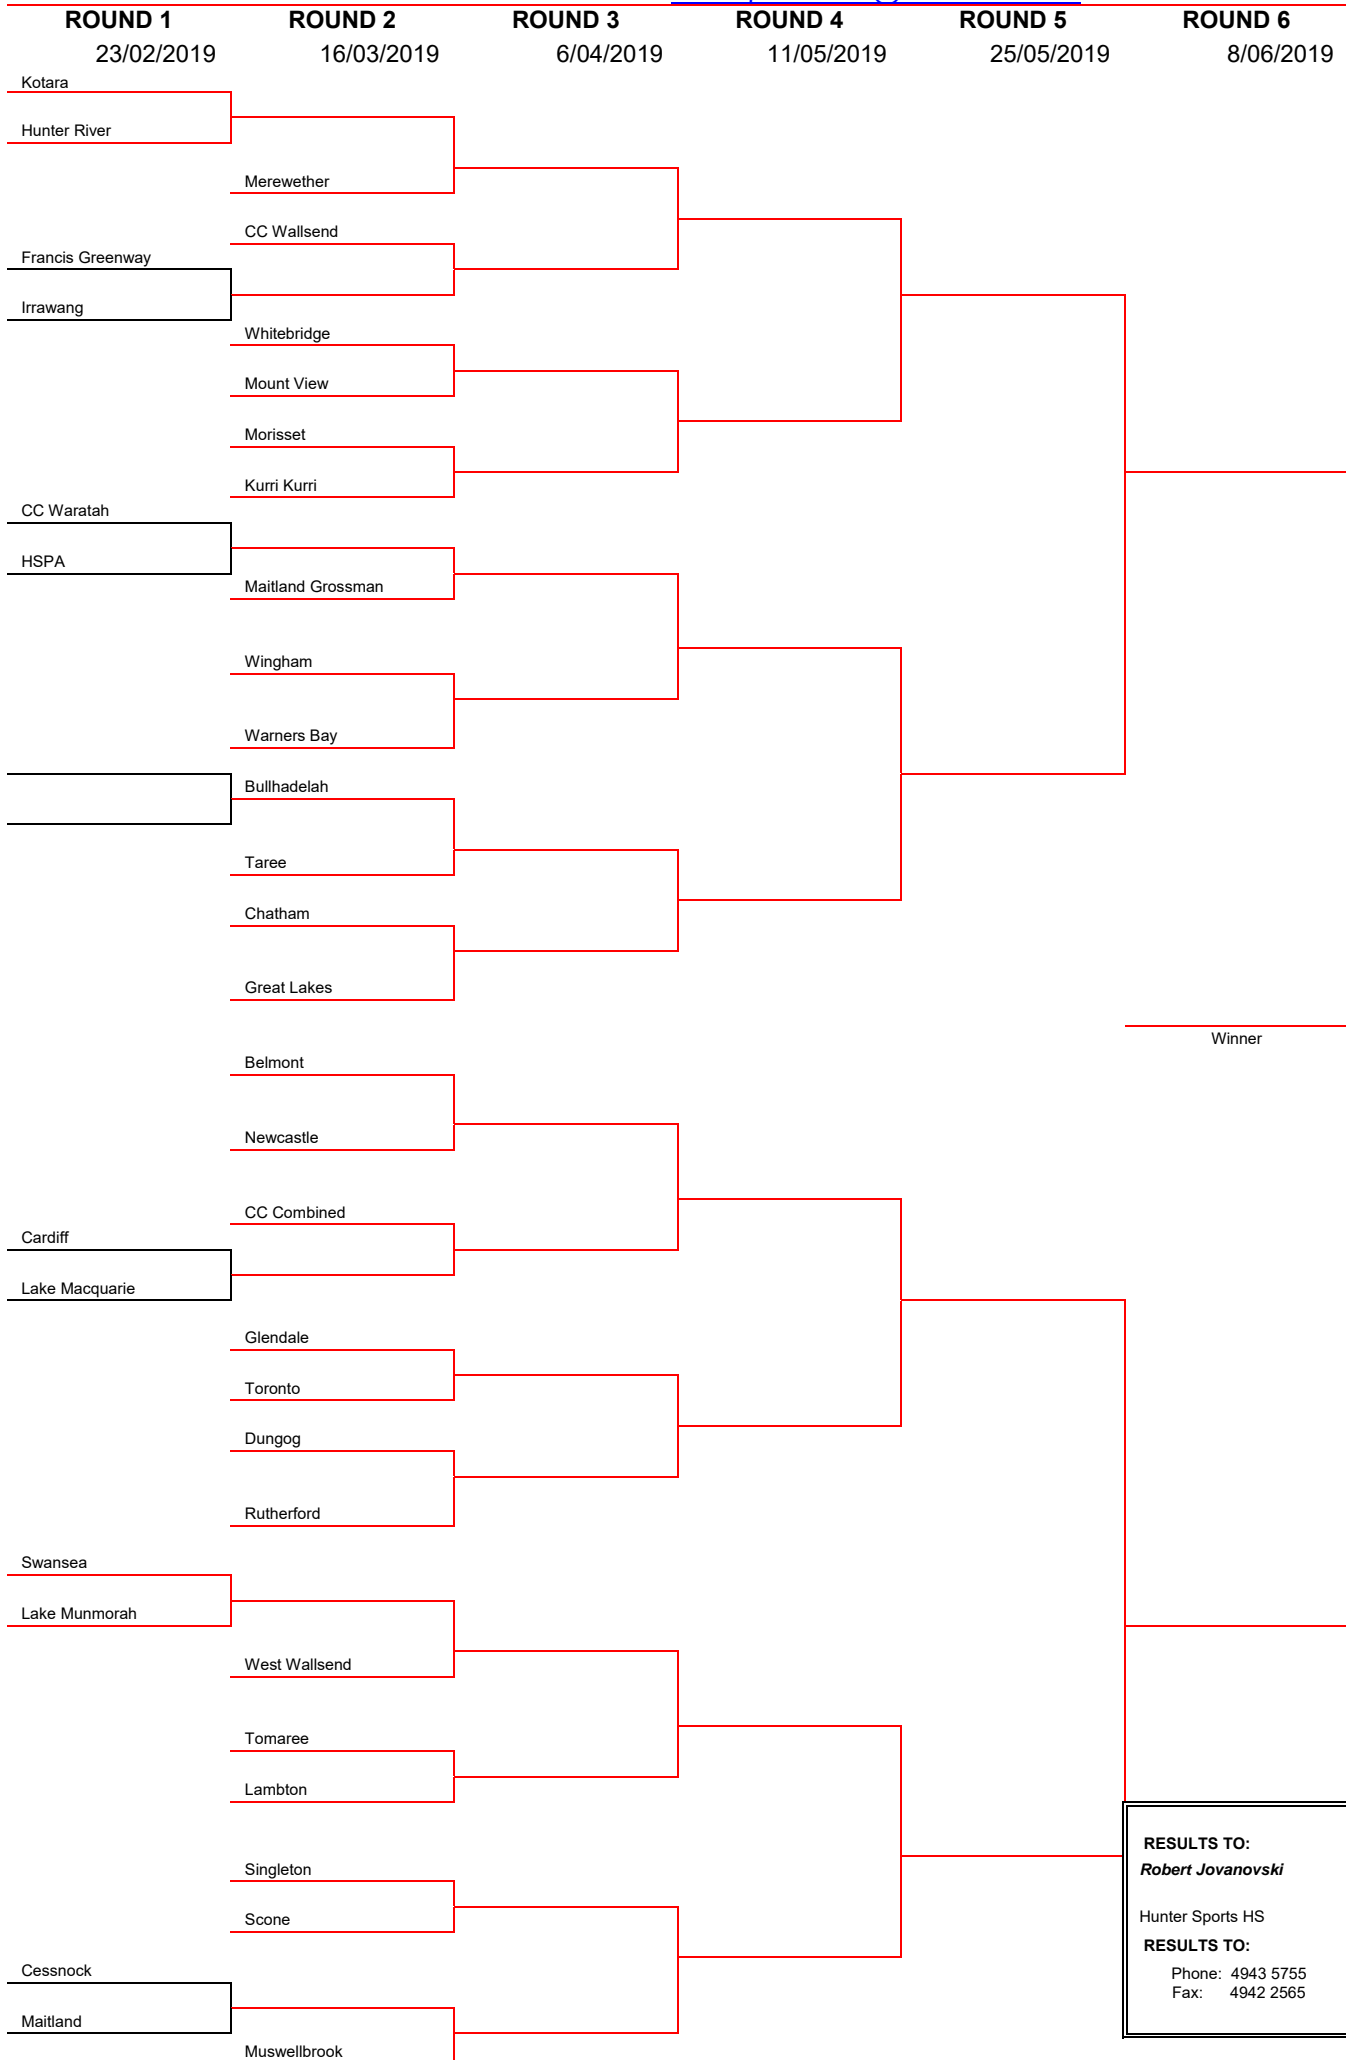 ROUND 1 ROUND 2 ROUND 3 ROUND 4 ROUND 5 ROUND 6
23/02/2019 16/03/2019 6/04/2019 11/05/2019 25/05/2019 8/06/2019
Kotara
Hunter River
Merewether
CC Wallsend
Francis Greenway
Irrawang
Whitebridge
Mount View
Morisset
Kurri Kurri
CC Waratah
HSPA
Maitland Grossman
Wingham
Warners Bay
Bullhadelah
Taree
Chatham
Great Lakes
Winner
Belmont
Newcastle
CC Combined
Cardiff
Lake Macquarie
Glendale
Toronto
Dungog
Rutherford
Swansea
Lake Munmorah
West Wallsend
Tomaree
Lambton
Singleton
Scone
Cessnock
Maitland
Muswellbrook
RESULTS TO:
Robert Jovanovski
Hunter Sports HS
RESULTS TO:
Phone: 4943 5755
Fax: 4942 2565